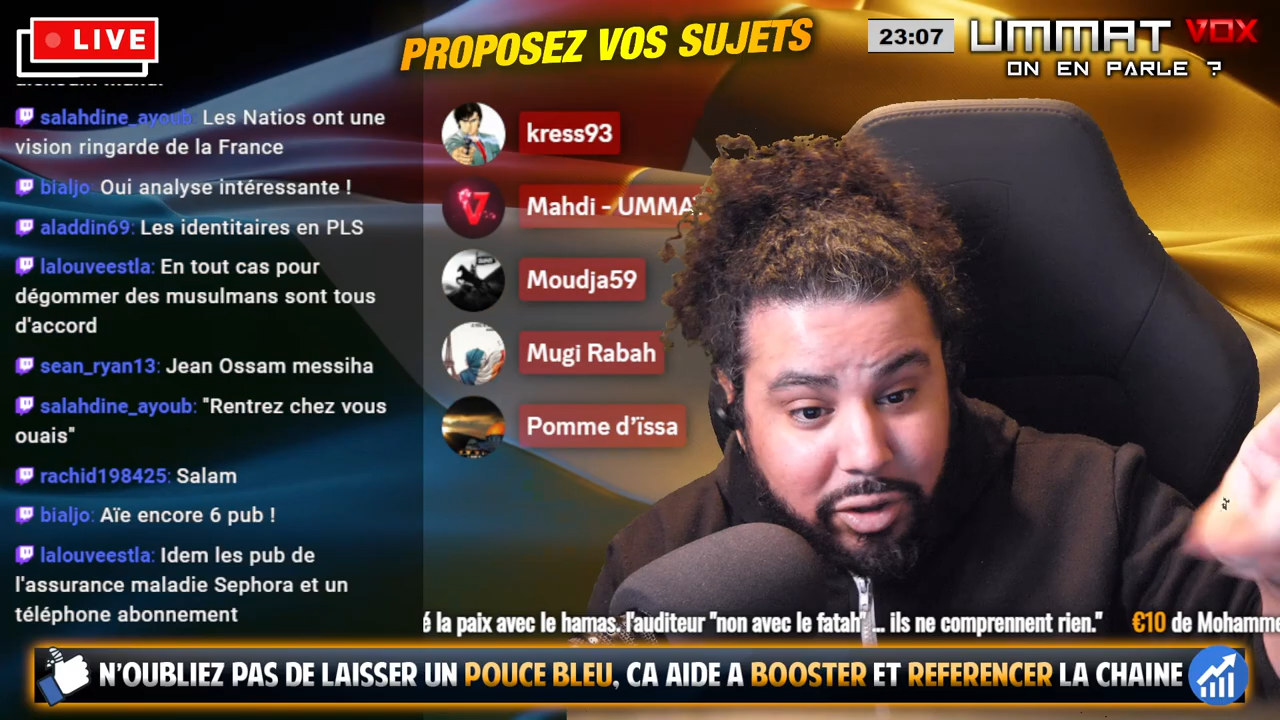 LIVE
PROPOSEZ VOS SUJETS
23:07
UMMAT VOX
ON EN PARLE ?
salahdine_ayoub: Les Natios ont une
vision ringarde de la France
bialjo: Oui analyse intéressante !
aladdin69: Les identitaires en PLS
lalouveestla: En tout cas pour
dégommer des musulmans sont tous
d'accord
sean_ryan13: Jean Ossam messiha
salahdine_ayoub: "Rentrez chez vous
ouais"
rachid198425: Salam
bialjo: Aïe encore 6 pub !
lalouveestla: Idem les pub de
l'assurance maladie Sephora et un
téléphone abonnement
kress93
Mahdi - UMMAT
Moudja59
Mugi Rabah
Pomme d'ïssa
é la paix avec le hamas, l'auditeur "non avec le fatah" ... ils ne comprennent rien." €10 de Mohamme
N'OUBLIEZ PAS DE LAISSER UN POUCE BLEU, CA AIDE A BOOSTER ET REFERENCER LA CHAINE